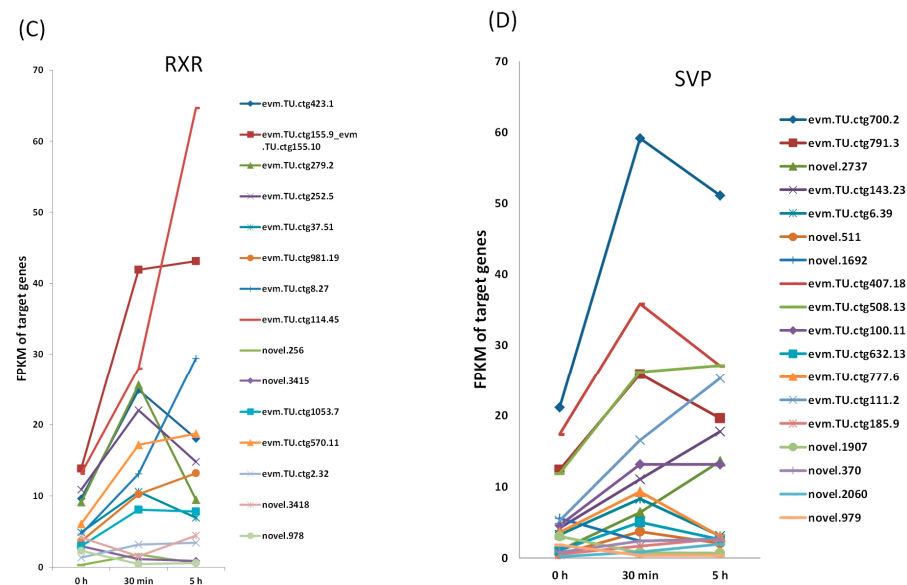 (C)
RXR
FPKM of target genes
70
60
50
40
30
20
10
0
0 h
30 min
5 h
evm.TU.ctg423.1
evm.TU.ctg155.9_evm
.TU.ctg155.10
evm.TU.ctg279.2
evm.TU.ctg252.5
evm.TU.ctg37.51
evm.TU.ctg981.19
evm.TU.ctg8.27
evm.TU.ctg114.45
novel.256
novel.3415
evm.TU.ctg1053.7
evm.TU.ctg570.11
evm.TU.ctg2.32
novel.3418
novel.978
(D)
SVP
FPKM of target genes
70
60
50
40
30
20
10
0
0 h
30 min
5 h
evm.TU.ctg700.2
evm.TU.ctg791.3
novel.2737
evm.TU.ctg143.23
evm.TU.ctg6.39
novel.511
novel.1692
evm.TU.ctg407.18
evm.TU.ctg508.13
evm.TU.ctg100.11
evm.TU.ctg632.13
evm.TU.ctg777.6
evm.TU.ctg111.2
evm.TU.ctg185.9
novel.1907
novel.370
novel.2060
novel.979